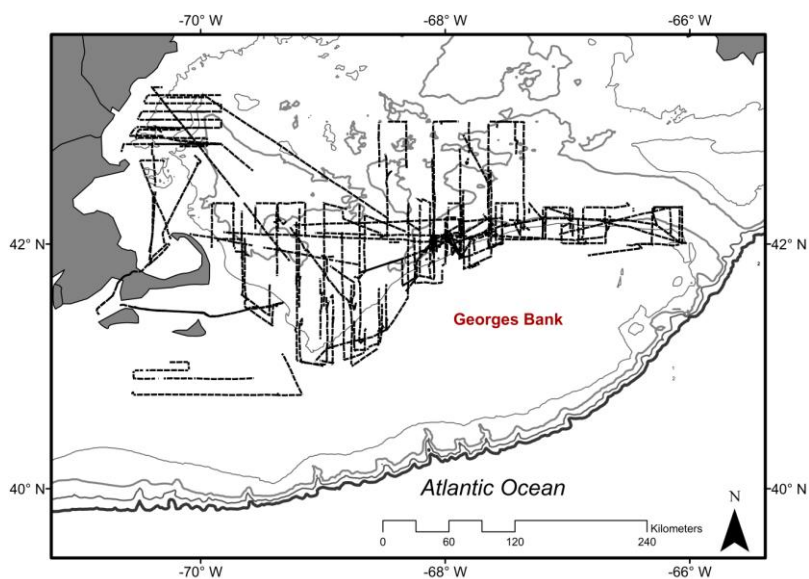 -70° W
-68° W
-66° W
42° N
42° N
Georges Bank
40° N
40° N
Atlantic Ocean
N
Kilometers
0
60
120
240
-70° W
-68° W
-66° W